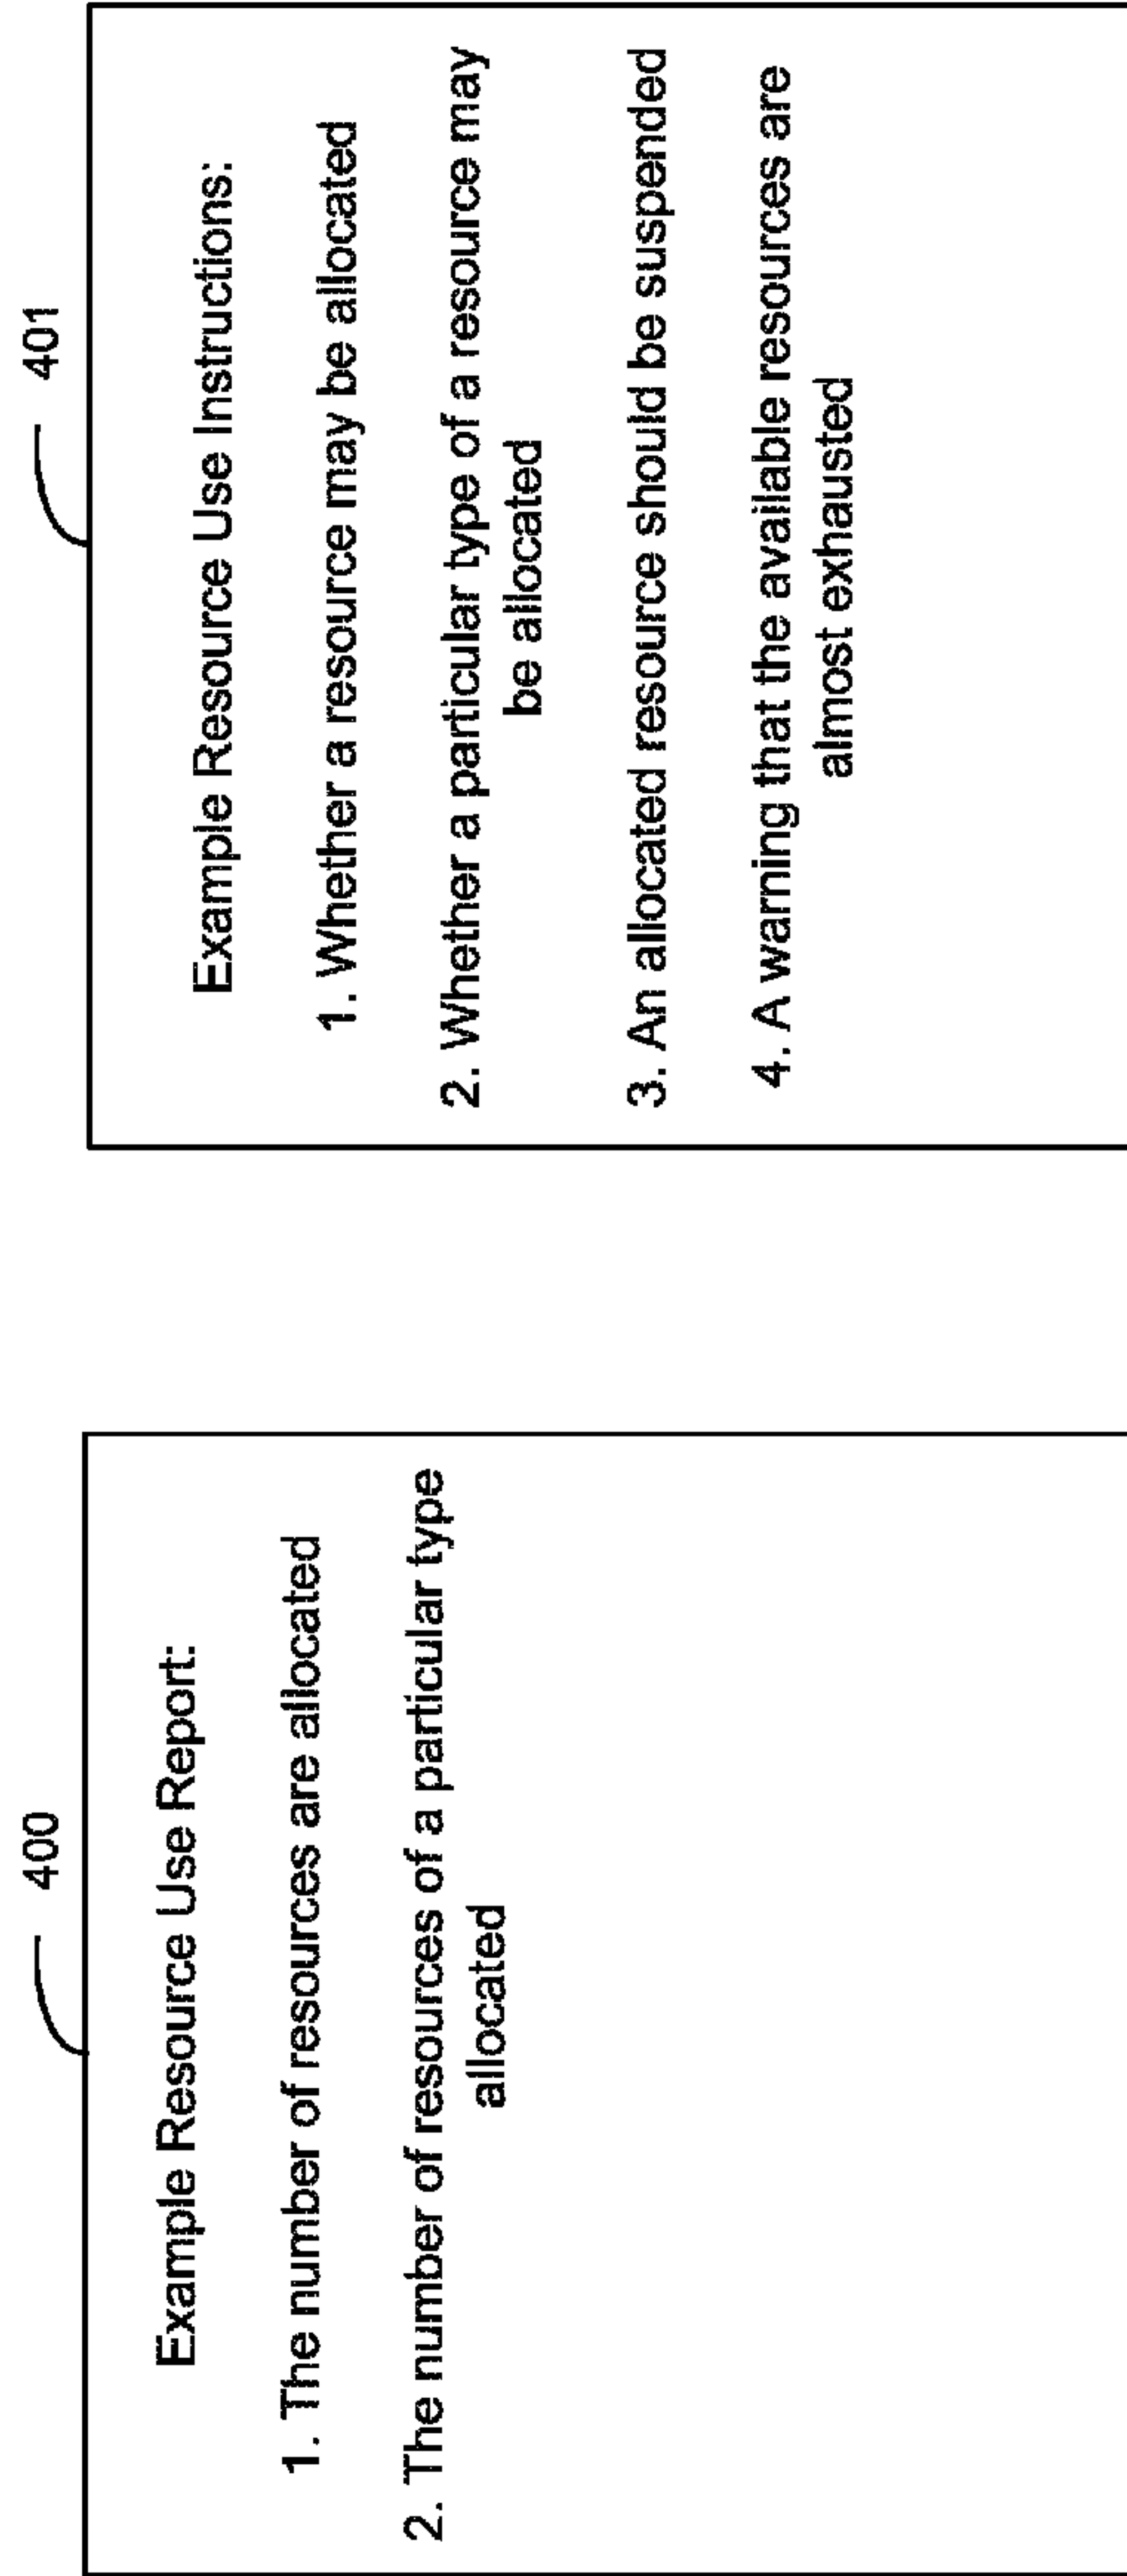 400
Example Resource Use Report:
1. The number of resources are allocated
2. The number of resources of a particular type
allocated
401
Example Resource Use Instructions:
1. Whether a resource may be allocated
2. Whether a particular type of a resource may
be allocated
3. An allocated resource should be suspended
4. A warning that the available resources are
almost exhausted